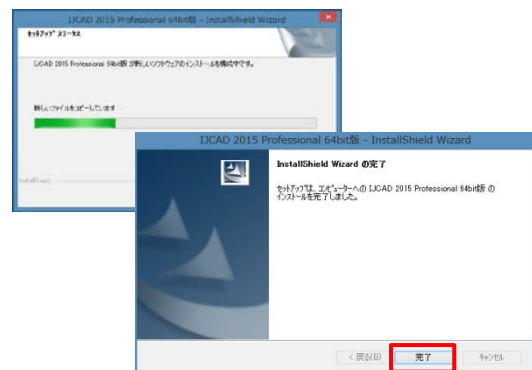 IJCAD 2015 Professional 64bit版 - InstallShield Wizard
セットアップ ステータス
IJCAD 2015 Professional 64bit版 が新しいソフトウェアのインストールを構成中です。
新しいファイルをコピーしています
InstallShield
IJCAD 2015 Professional 64bit版 - InstallShield Wizard
InstallShield Wizard の完了
セットアップは、コンピューターへの IJCAD 2015 Professional 64bit版 の
インストールを完了しました。
< 戻る(B)
完了
キャンセル